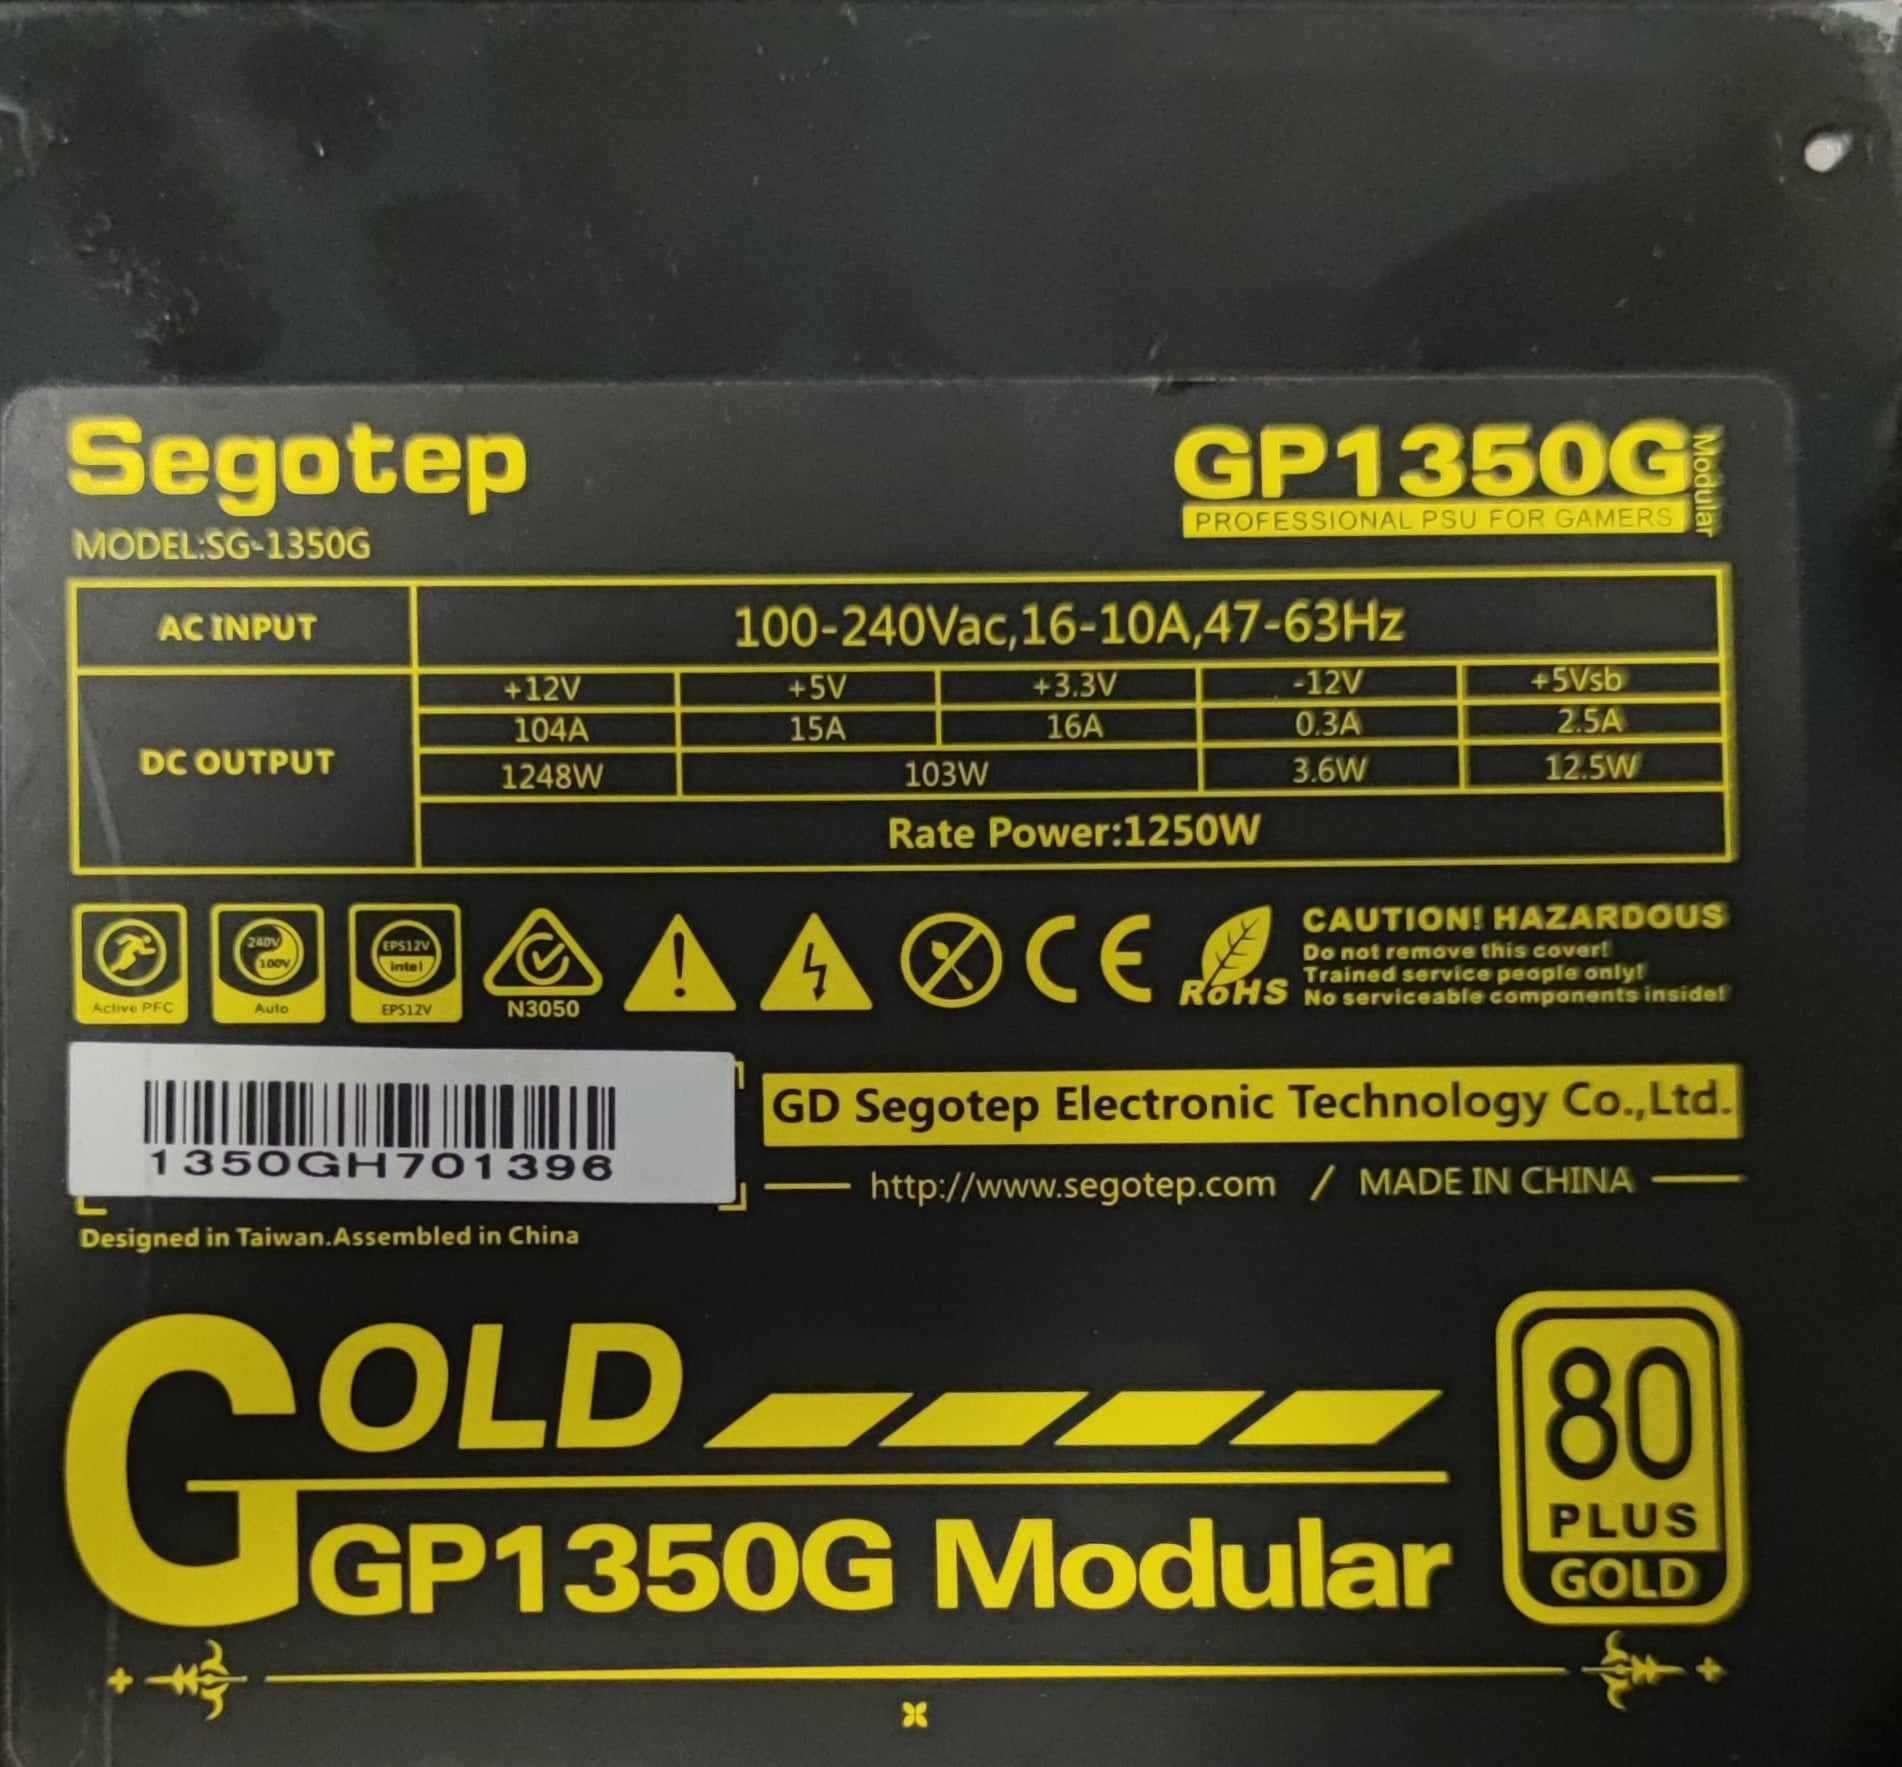 Segotep
GP1350G Modular
PROFESSIONAL PSU FOR GAMERS
MODEL:SG-1350G
AC INPUT 100-240Vac,16-10A,47-63Hz
DC OUTPUT
+12V +5V +3.3V -12V +5Vsb
104A 15A 16A 0.3A 2.5A
1248W 103W 3.6W 12.5W
Rate Power:1250W
240V
100V
EPS12V
intel
Active PFC
Auto
EPS12V
N3050
CE
RoHS
CAUTION! HAZARDOUS
Do not remove this cover!
Trained service people only!
No serviceable components inside!
1350GH701396
GD Segotep Electronic Technology Co.,Ltd.
http://www.segotep.com / MADE IN CHINA
Designed in Taiwan.Assembled in China
GOLD
GP1350G Modular
80
PLUS
GOLD